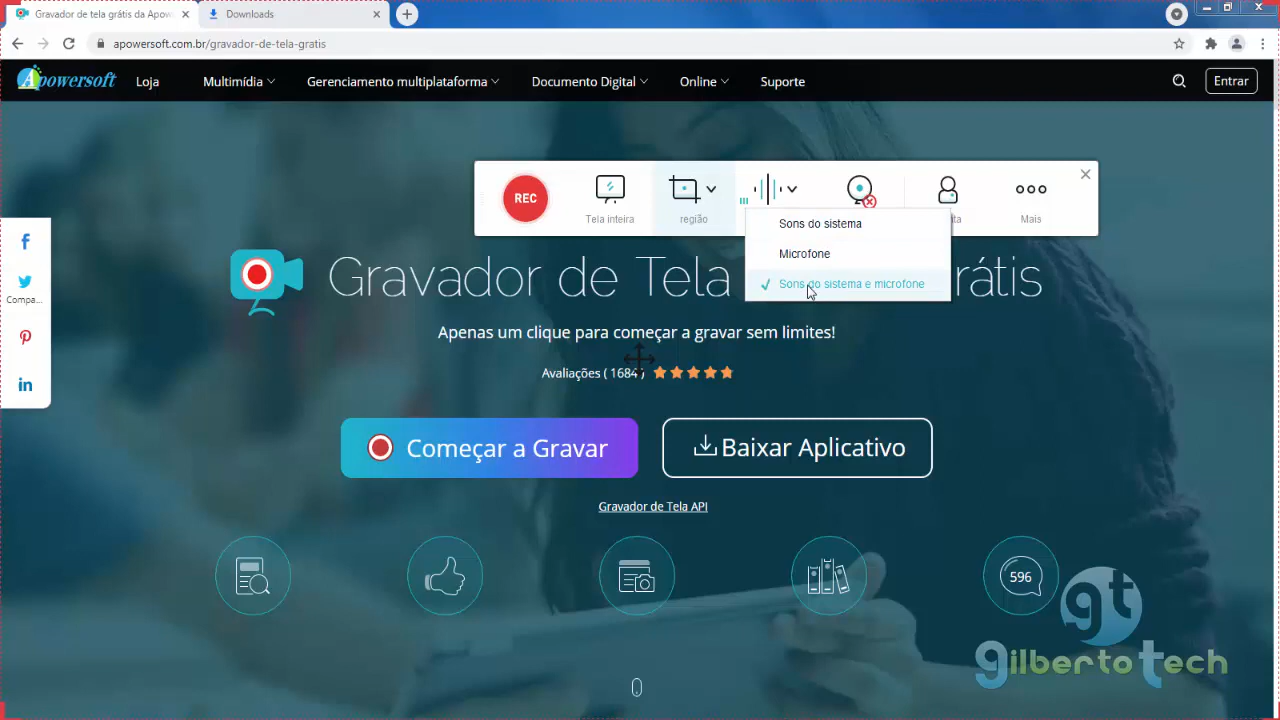 Gravador de tela grátis da Apow
Downloads
apowersoft.com.br/gravador-de-tela-gratis
Apowersoft
Loja
Multimídia
Gerenciamento multiplataforma
Documento Digital
Online
Suporte
Entrar
REC
Tela inteira
região
Mais
Sons do sistema
Microfone
Sons do sistema e microfone
Compa...
Gravador de Tela
Apenas um clique para começar a gravar sem limites!
Avaliações ( 1684 )
Começar a Gravar
Baixar Aplicativo
Gravador de Tela API
596
gt
gilberto tech